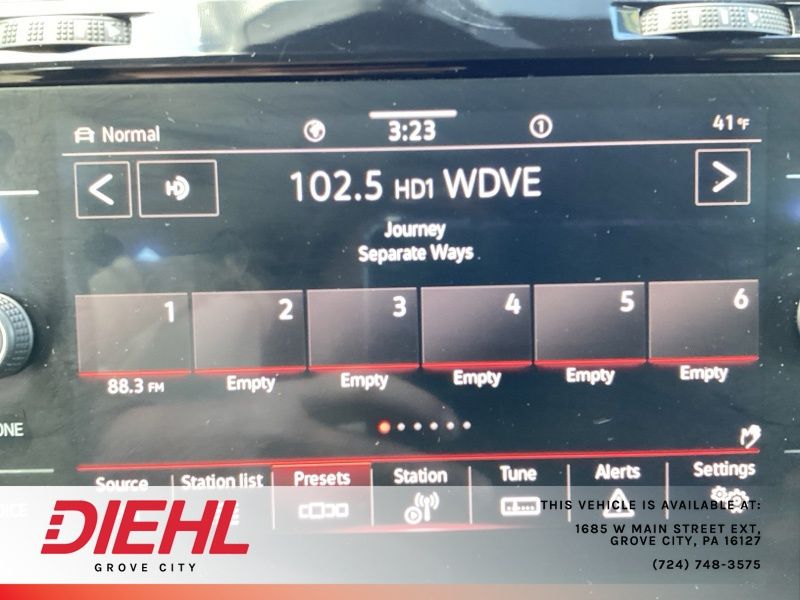 Normal
3:23
1
41°F
HD
102.5 HD1 WDVE
Journey
Separate Ways
1 2 3 4 5 6
88.3 FM Empty Empty Empty Empty Empty
Source Station list Presets Station Tune Alerts Settings
DIEHL
GROVE CITY
THIS VEHICLE IS AVAILABLE AT:
1685 W MAIN STREET EXT,
GROVE CITY, PA 16127
(724) 748-3575